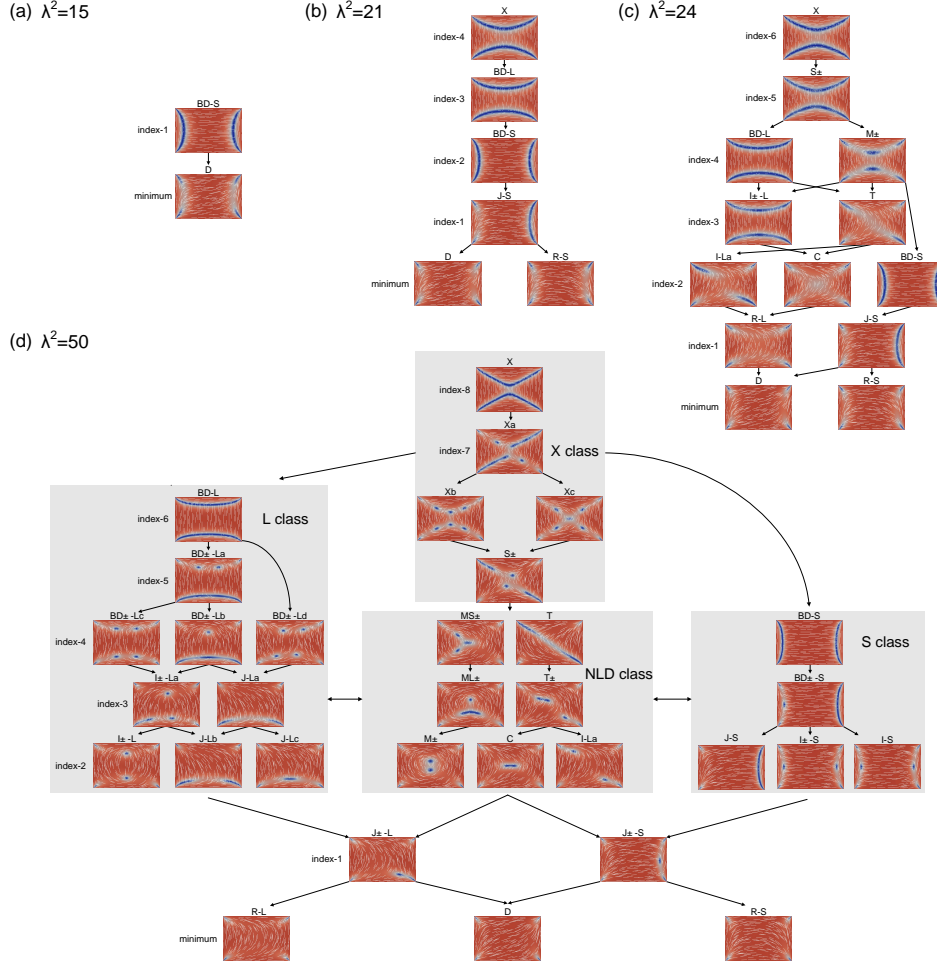 (a) λ²=15
BD-S
index-1
D
minimum
(b) λ²=21
X
index-4
BD-L
index-3
BD-S
index-2
J-S
index-1
D R-S
minimum
(c) λ²=24
X
index-6
S±
index-5
BD-L M±
index-4
I± -L T
index-3
I-La C BD-S
index-2
R-L J-S
index-1
D R-S
minimum
(d) λ²=50
X
index-8
Xa
index-7
X class
Xb Xc
S±
BD-L
L class
index-6
BD± -La
index-5
BD± -Lc BD± -Lb BD± -Ld
index-4
I± -La J-La
index-3
I± -L J-Lb J-Lc
index-2
MS± T
NLD class
ML± T±
M± C I-La
BD-S
S class
BD± -S
J-S I± -S I-S
J± -L J± -S
index-1
R-L D R-S
minimum